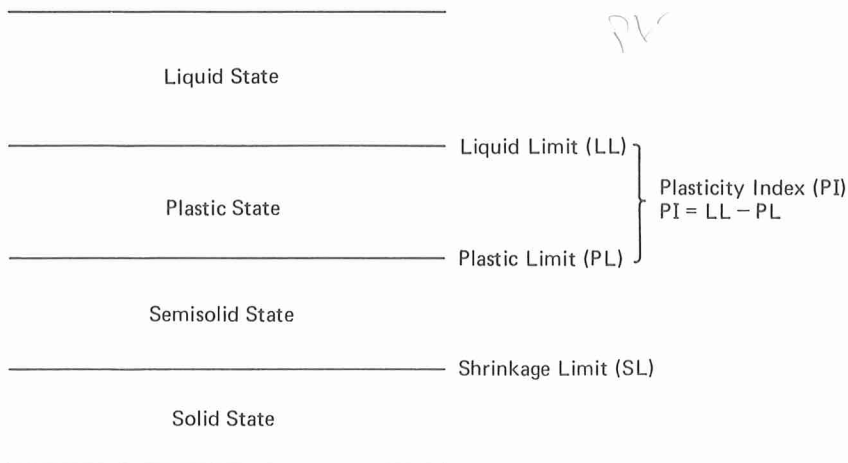 Liquid State
Liquid Limit (LL)
Plasticity Index (PI)
PI = LL – PL
Plastic State
Plastic Limit (PL)
Semisolid State
Shrinkage Limit (SL)
Solid State